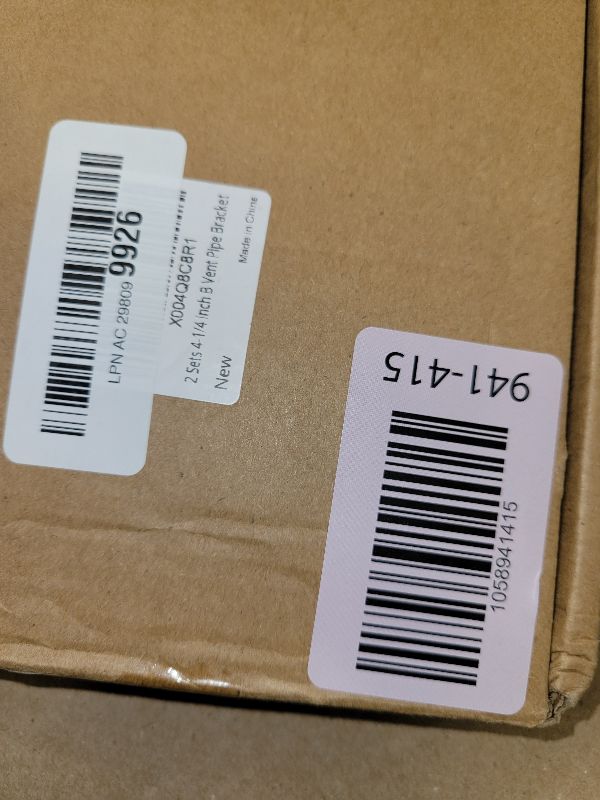 LPN AC 29809 9926
X004Q8C8R1
2 Sets 4-1/4 Inch B Vent Pipe Bracket
New
Made in China
941-415
1058941415